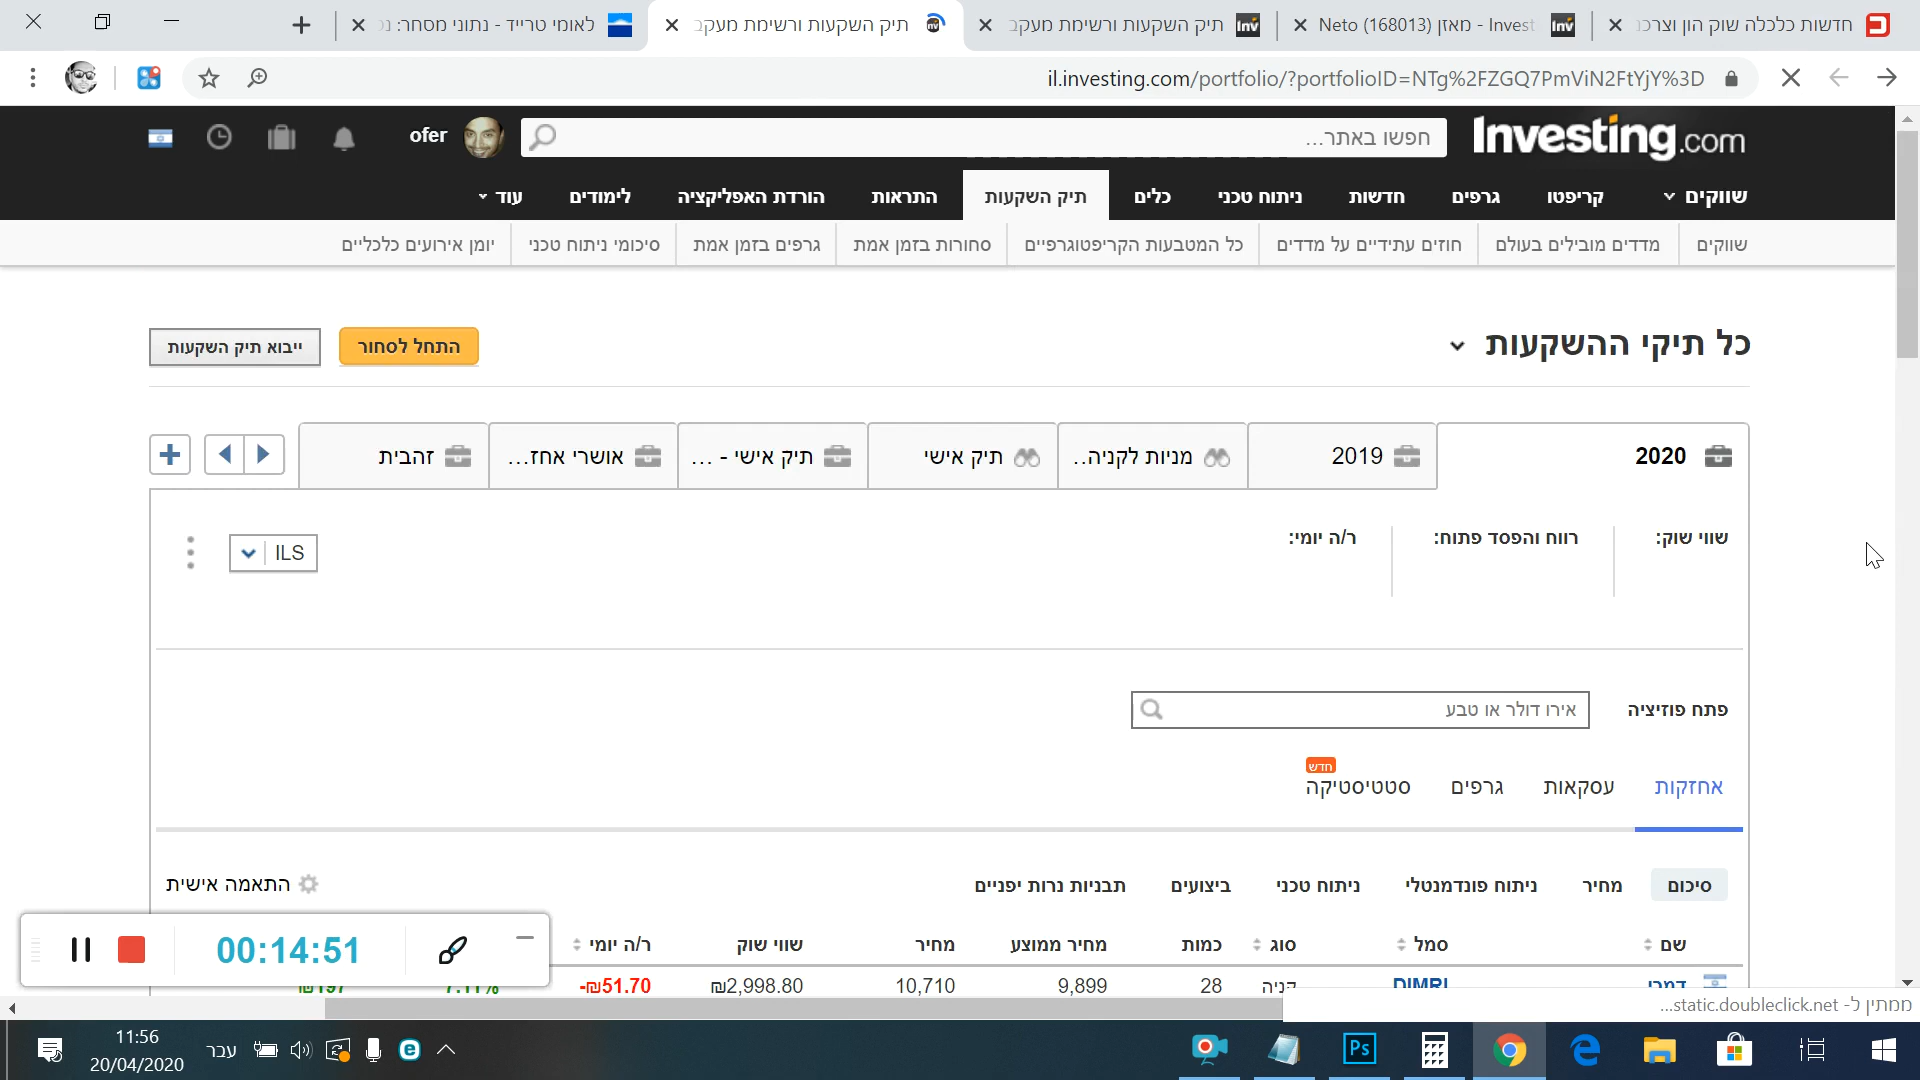 חדשות כלכלה שוק הון וצרכנ
Neto (168013) מאזן - Invest
תיק השקעות ורשימת מעקב
תיק השקעות ורשימת מעקב
לאומי טרייד - נתוני מסחר: נ
il.investing.com/portfolio/?portfolioID=NTg%2FZGQ7PmViN2FtYjY%3D
Investing.com
חפשו באתר...
ofer
שווקים
קריפטו
גרפים
חדשות
ניתוח טכני
כלים
תיק השקעות
התראות
הורדת האפליקציה
לימודים
עוד
שווקים
מדדים מובילים בעולם
חוזים עתידיים על מדדים
כל המטבעות הקריפטוגרפיים
סחורות בזמן אמת
גרפים בזמן אמת
סיכומי ניתוח טכני
יומן אירועים כלכליים
כל תיקי ההשקעות
התחל לסחור
ייבוא תיק השקעות
2020
2019
מניות לקניה..
תיק אישי
תיק אישי - ...
אושרי אחז...
זהבית
שווי שוק:
רווח והפסד פתוח:
ר/ה יומי:
ILS
פתח פוזיציה
אירו דולר או טבע
חדש
אחזקות
עסקאות
גרפים
סטטיסטיקה
סיכום
מחיר
ניתוח פונדמנטלי
ניתוח טכני
ביצועים
תבניות נרות יפניים
התאמה אישית
שם
סמל
סוג
כמות
מחיר ממוצע
מחיר
שווי שוק
ר/ה יומי
דמרי
DIMRI
קניה
28
9,899
10,710
₪2,998.80
-₪51.70
7.11%
₪197
00:14:51
ממתין ל- static.doubleclick.net...
Ps
עבר
11:56
20/04/2020